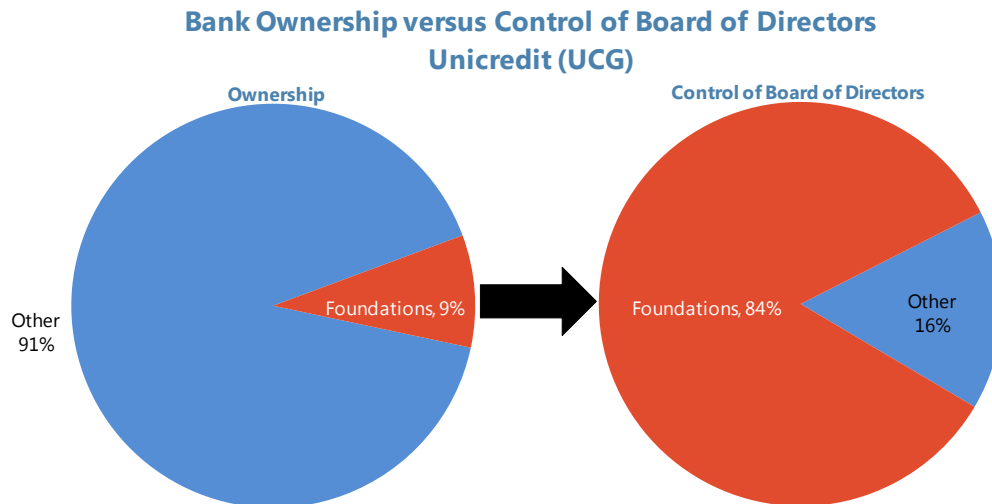 Bank Ownership versus Control of Board of Directors
Unicredit (UCG)
Ownership
Control of Board of Directors
Other
91%
Foundations, 9%
Foundations, 84%
Other
16%